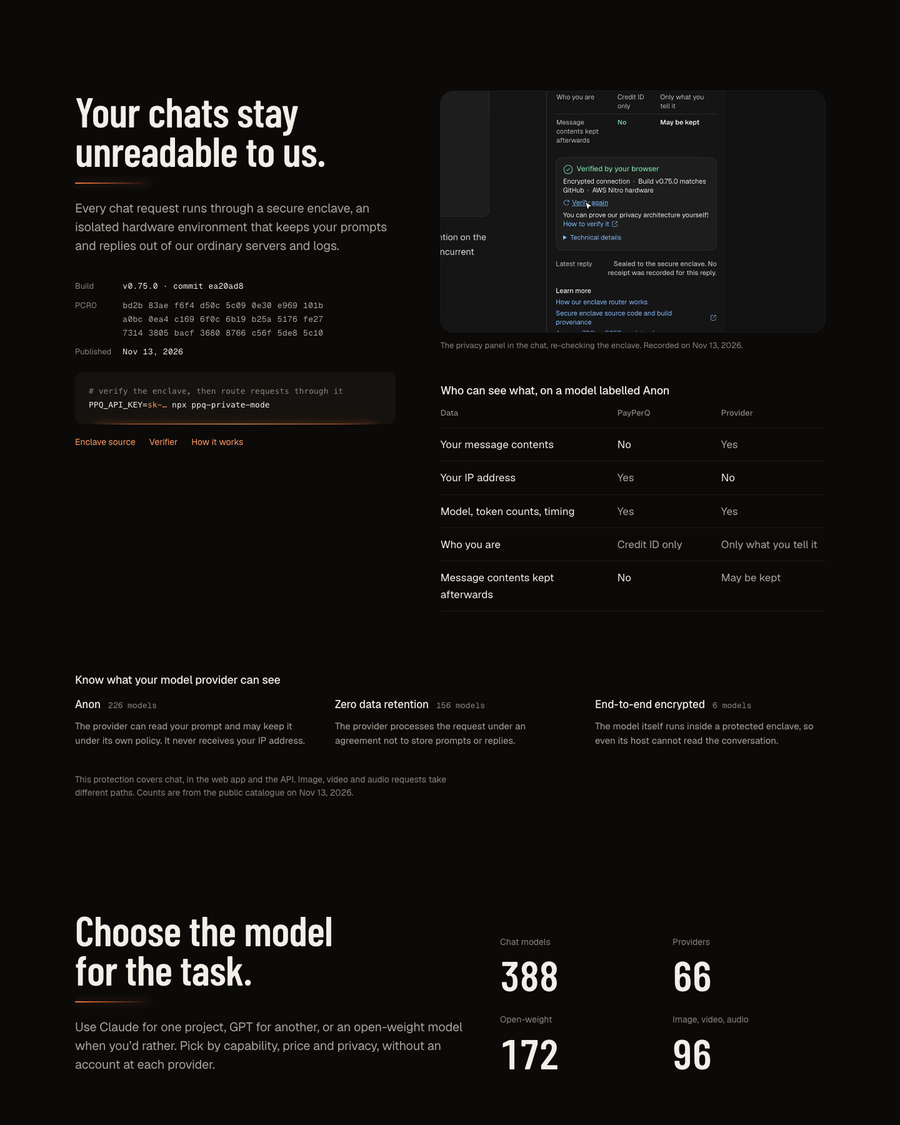 Your chats stay
unreadable to us.
Every chat request runs through a secure enclave, an
isolated hardware environment that keeps your prompts
and replies out of our ordinary servers and logs.
Build v0.75.0 · commit ea20ad8
PCR0 bd2b 83ae f6f4 d50c 5c09 0e30 e969 101b
a0bc 0ea4 c169 6f0c 6b19 b25a 5176 fe27
7314 3805 bacf 3680 8766 c56f 5de8 5c10
Published Nov 13, 2026
# verify the enclave, then route requests through it
PPQ_API_KEY=sk-… npx ppq-private-mode
Enclave source Verifier How it works
ntion on the
ncurrent
Who you are Credit ID only Only what you tell it
Message contents kept afterwards No May be kept
Verified by your browser
Encrypted connection · Build v0.75.0 matches
GitHub · AWS Nitro hardware
Verify again
You can prove our privacy architecture yourself!
How to verify it
Technical details
Latest reply Sealed to the secure enclave. No
receipt was recorded for this reply.
Learn more
How our enclave router works
Secure enclave source code and build
provenance
The privacy panel in the chat, re-checking the enclave. Recorded on Nov 13, 2026.
Who can see what, on a model labelled Anon
Data PayPerQ Provider
Your message contents No Yes
Your IP address Yes No
Model, token counts, timing Yes Yes
Who you are Credit ID only Only what you tell it
Message contents kept No May be kept
afterwards
Know what your model provider can see
Anon 226 models
The provider can read your prompt and may keep it
under its own policy. It never receives your IP address.
Zero data retention 156 models
The provider processes the request under an
agreement not to store prompts or replies.
End-to-end encrypted 6 models
The model itself runs inside a protected enclave, so
even its host cannot read the conversation.
This protection covers chat, in the web app and the API. Image, video and audio requests take
different paths. Counts are from the public catalogue on Nov 13, 2026.
Choose the model
for the task.
Use Claude for one project, GPT for another, or an open-weight model
when you'd rather. Pick by capability, price and privacy, without an
account at each provider.
Chat models Providers
388 66
Open-weight Image, video, audio
172 96